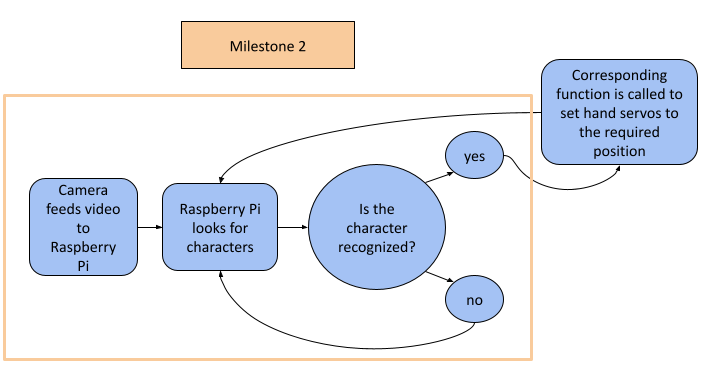 Milestone 2
Corresponding
function is called to
set hand servos to
the required
position
yes
Camera
feeds video
to
Raspberry
Pi
Raspberry Pi
looks for
characters
Is the
character
recognized?
no